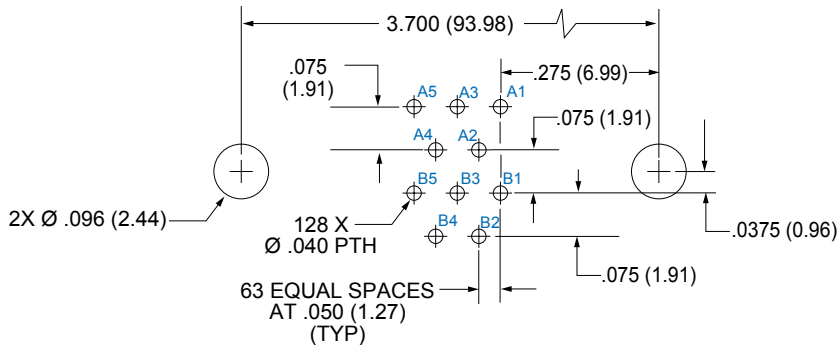 3.700 (93.98)
.075
(1.91)
.275 (6.99)
A5 A3 A1
.075 (1.91)
A4 A2
B5 B3 B1
2X Ø .096 (2.44)
128 X
Ø .040 PTH
B4 B2
.0375 (0.96)
.075 (1.91)
63 EQUAL SPACES
AT .050 (1.27)
(TYP)